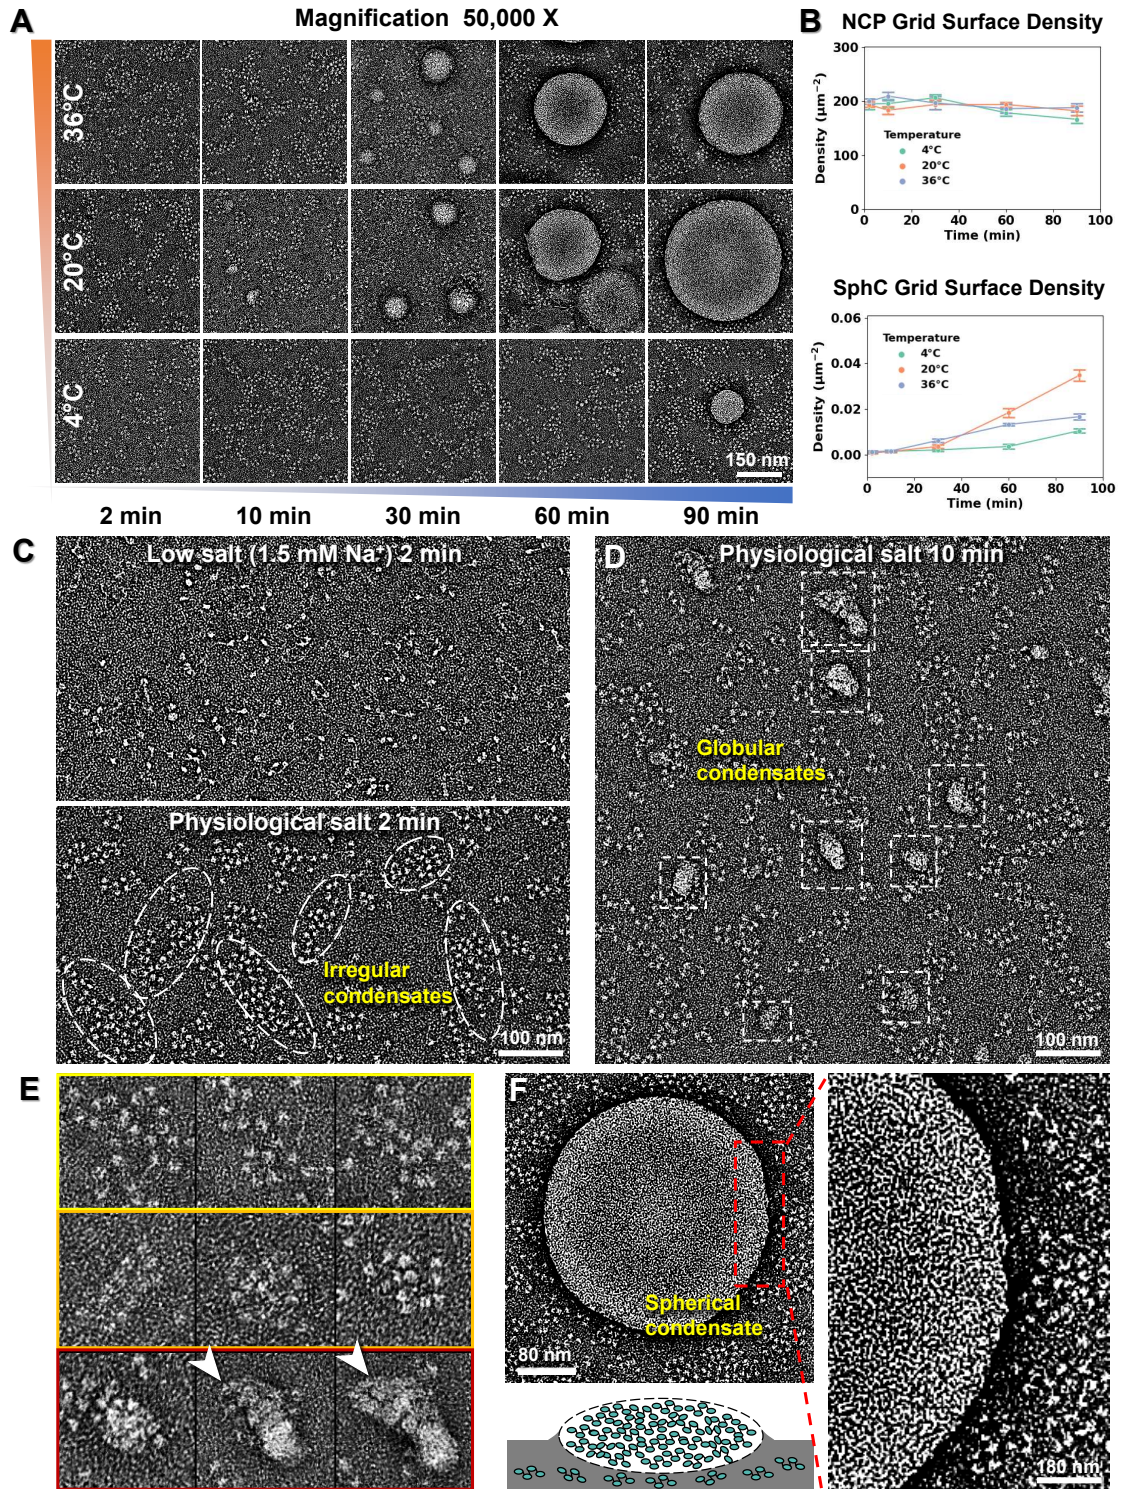 A
Magnification 50,000 X
36°C
20°C
4°C
150 nm
2 min
10 min
30 min
60 min
90 min
B
NCP Grid Surface Density
300
200
100
0
Density (μm⁻²)
Temperature
4°C
20°C
36°C
0
20
40
60
80
100
Time (min)
SphC Grid Surface Density
0.06
0.04
0.02
0.00
Density (μm⁻²)
Temperature
4°C
20°C
36°C
0
20
40
60
80
100
Time (min)
C
Low salt (1.5 mM Na⁺) 2 min
Physiological salt 2 min
Irregular
condensates
100 nm
D
Physiological salt 10 min
Globular
condensates
100 nm
E
F
Spherical
condensate
80 nm
180 nm